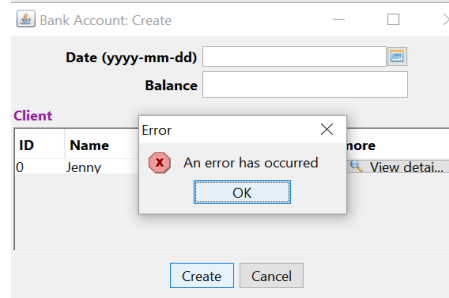 Bank Account: Create
Date (yyyy-mm-dd)
Balance
Client
Error
ID Name more
An error has occurred
0 Jenny View detai...
OK
Create Cancel